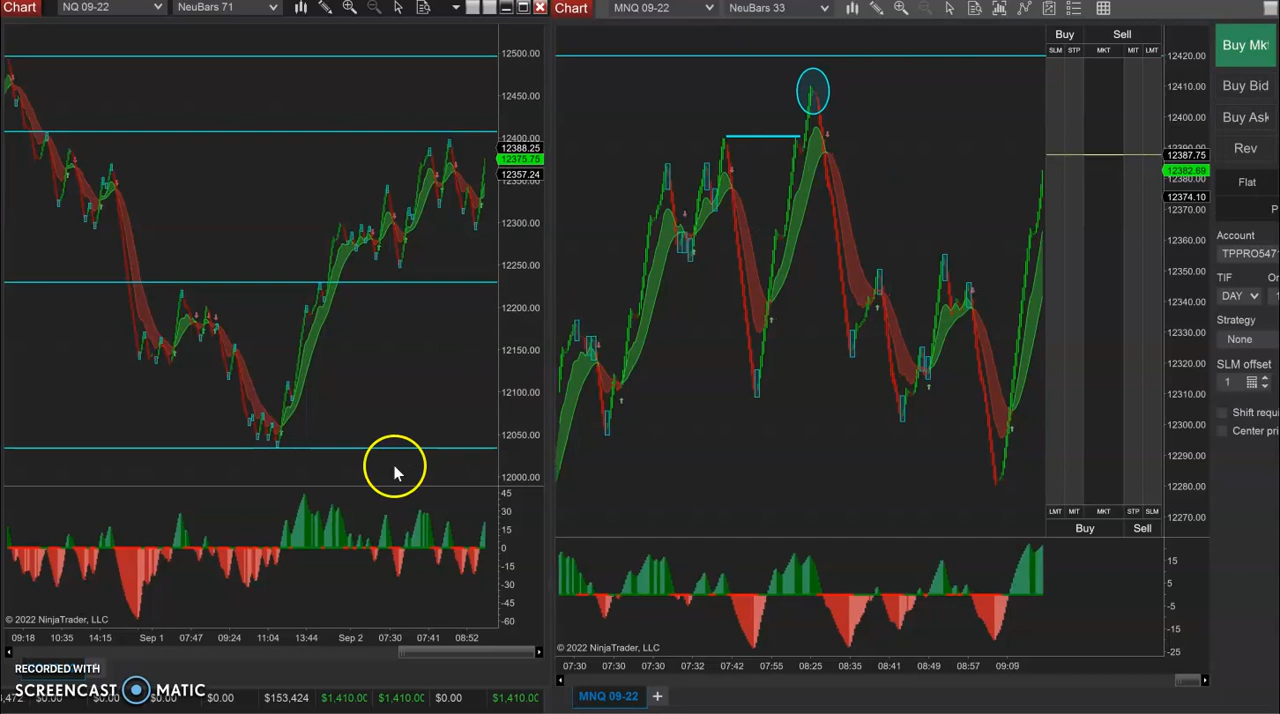 Chart NQ 09-22 NeuBars 71
12500.00
12450.00
12400.00
12388.25
12375.75
12357.24
12300.00
12250.00
12200.00
12150.00
12100.00
12050.00
12000.00
45
30
15
0
-15
-30
-45
-60
© 2022 NinjaTrader, LLC
09:18 10:35 14:15 Sep 1 07:47 09:24 11:04 13:44 Sep 2 07:30 07:41 08:52
RECORDED WITH
SCREENCAST MATIC
$0.00 $153,424 $1,410.00 $1,410.00 $0.00 $1,410.00
Chart MNQ 09-22 NeuBars 33
Buy Sell
SLM STP MKT MIT LMT
12420.00
12410.00
12400.00
12387.75
12382.69
12380.00
12374.10
12370.00
12360.00
12350.00
12340.00
12330.00
12320.00
12310.00
12300.00
12290.00
12280.00
12270.00
LMT MIT MKT STP SLM
Buy Sell
15
5
-5
-15
-25
© 2022 NinjaTrader, LLC
07:30 07:30 07:30 07:32 07:42 07:55 08:25 08:35 08:41 08:49 08:57 09:09
MNQ 09-22 +
Buy Mkt
Buy Bid
Buy Ask
Rev
Flat
P
Account
TPPRO547
TIF
DAY
Strategy
None
SLM offset
1
Shift requi
Center pri